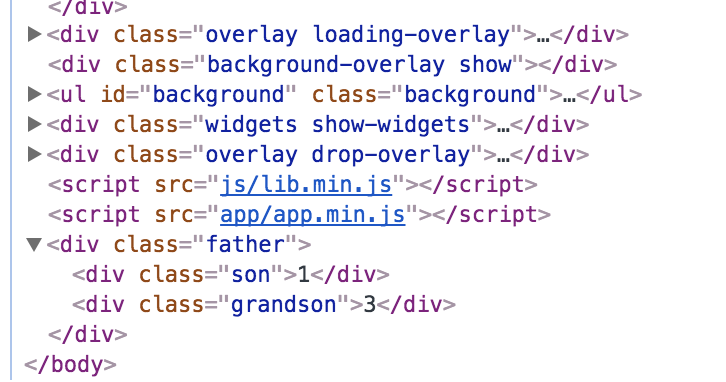 </div>
<div class="overlay loading-overlay">…</div>
<div class="background-overlay show"></div>
<ul id="background" class="background">…</ul>
<div class="widgets show-widgets">…</div>
<div class="overlay drop-overlay">…</div>
<script src="js/lib.min.js"></script>
<script src="app/app.min.js"></script>
<div class="father">
<div class="son">1</div>
<div class="grandson">3</div>
</div>
</body>